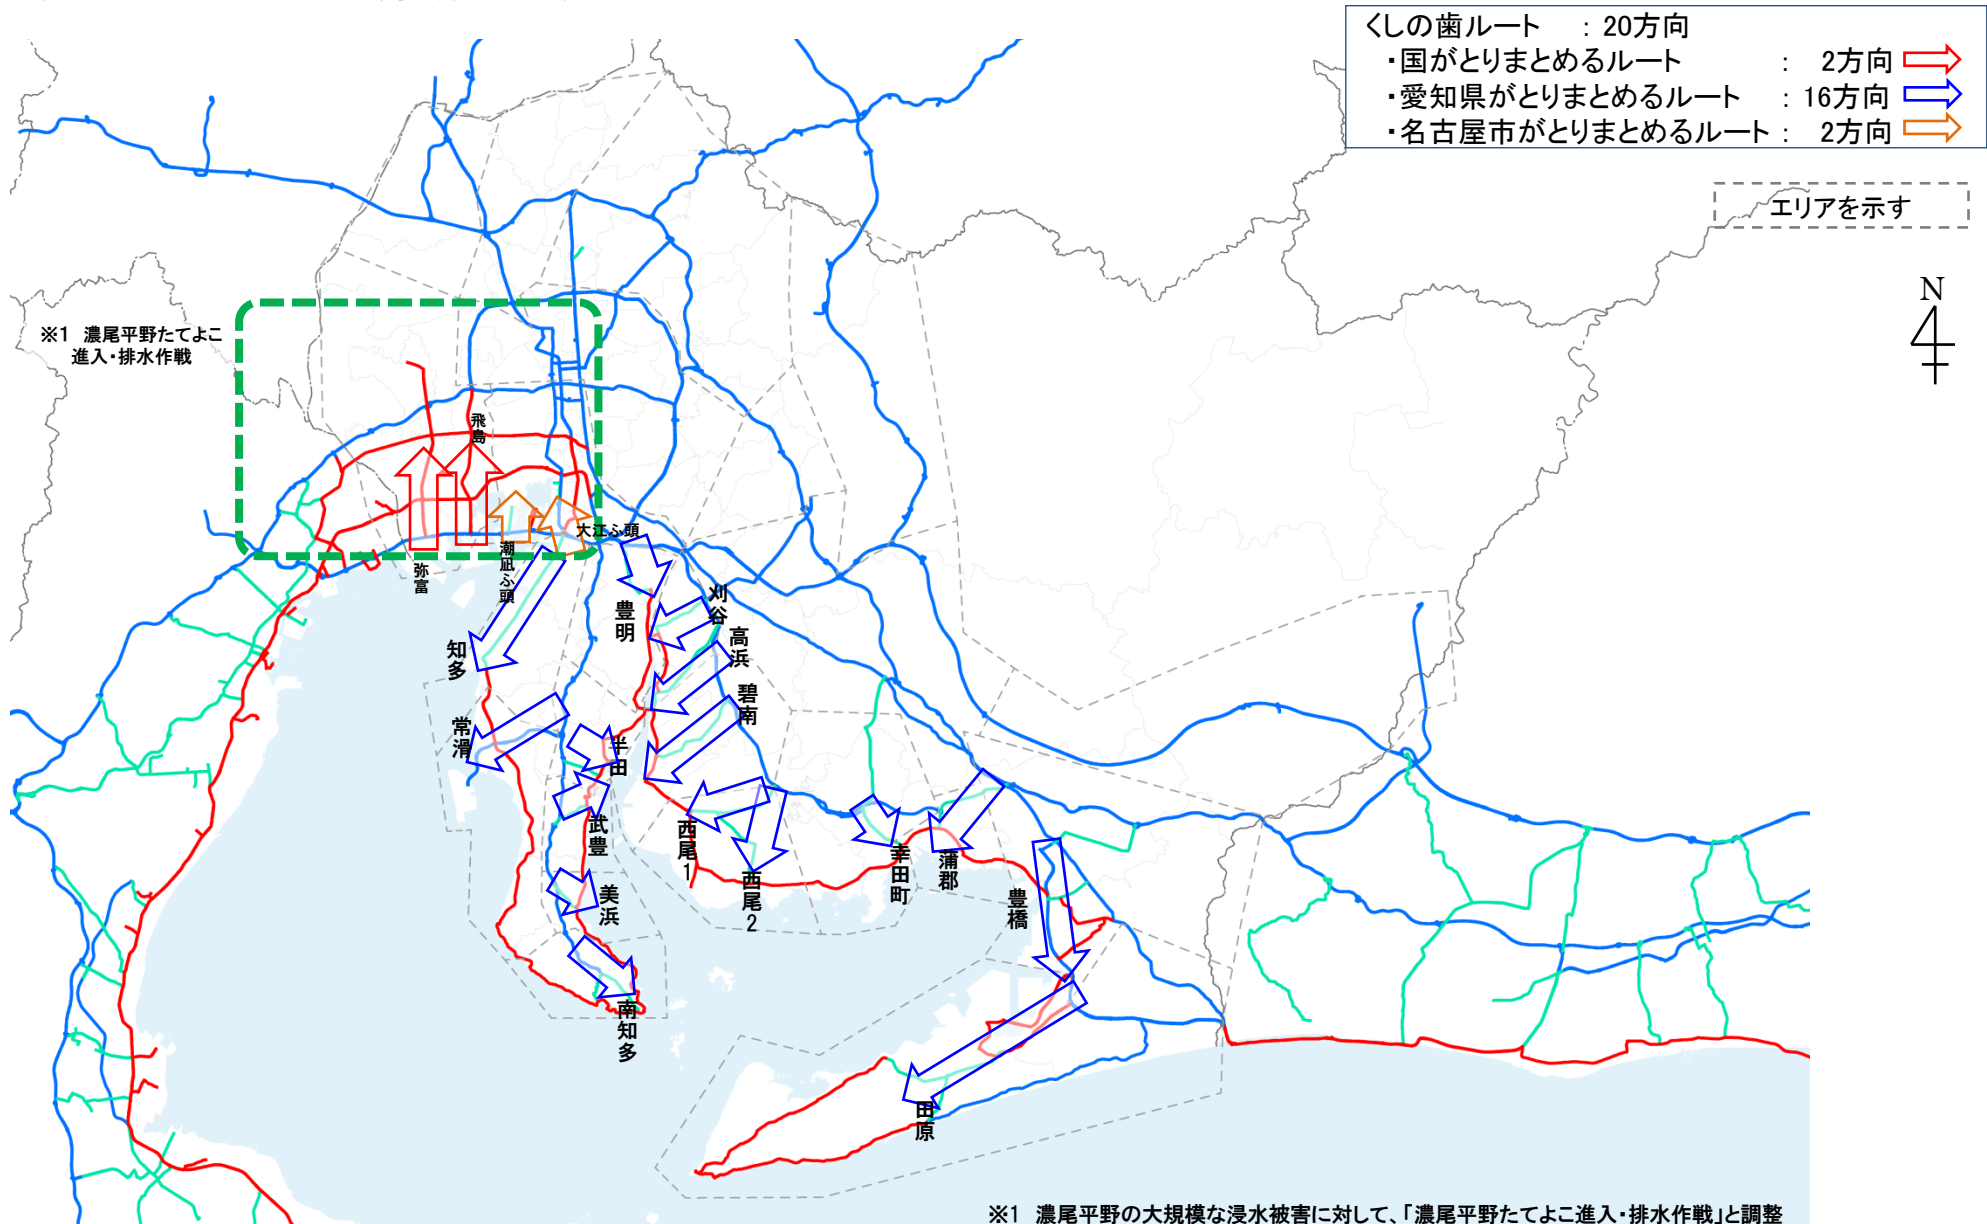 くしの歯ルート : 20方向
・国がとりまとめるルート : 2方向
・愛知県がとりまとめるルート : 16方向
・名古屋市がとりまとめるルート : 2方向
エリアを示す
N
※1 濃尾平野たてよこ
進入・排水作戦
飛島
大江ふ頭
潮凪ふ頭
弥富
豊明
刈谷
高浜
知多
碧南
常滑
半田
武豊
西尾1
西尾2
幸田町
蒲郡
豊橋
美浜
南知多
田原
※1 濃尾平野の大規模な浸水被害に対して、「濃尾平野たてよこ進入・排水作戦」と調整